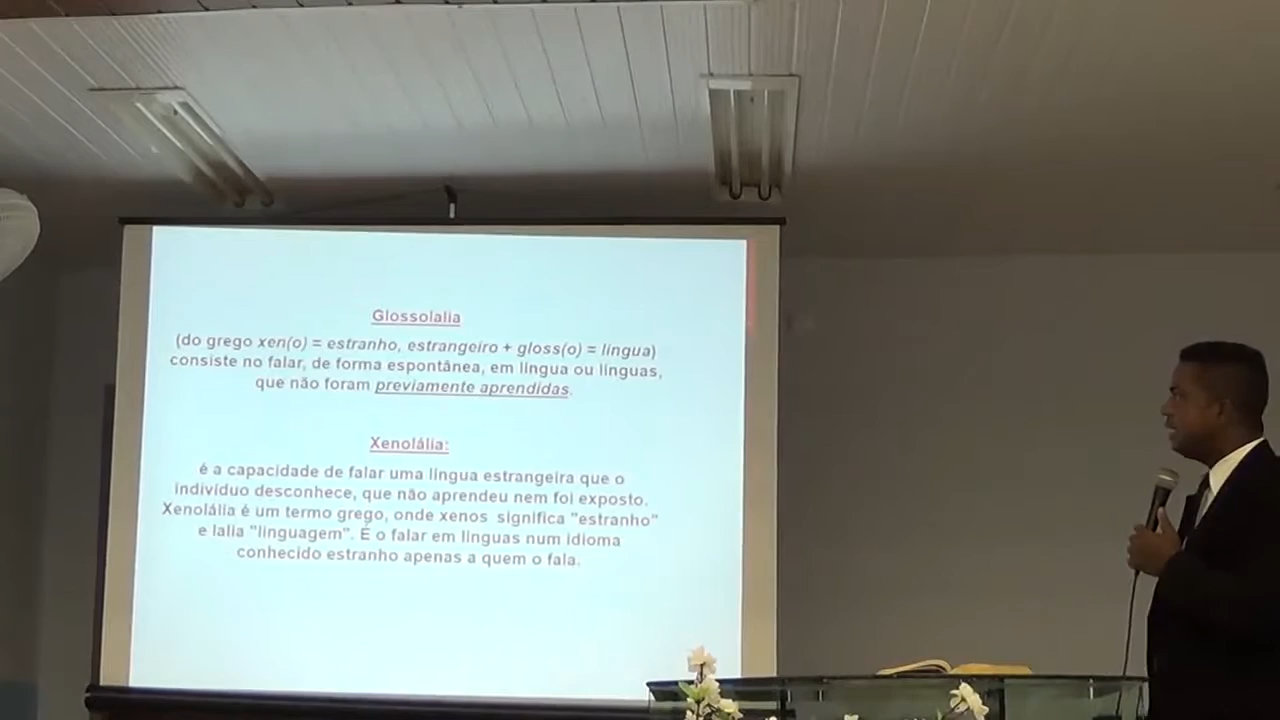 Glossolalia
(do grego xen(o) = estranho, estrangeiro + gloss(o) = língua)
consiste no falar, de forma espontânea, em língua ou línguas,
que não foram previamente aprendidas.
Xenolália:
é a capacidade de falar uma língua estrangeira que o
indivíduo desconhece, que não aprendeu nem foi exposto.
Xenolália é um termo grego, onde xenos significa "estranho"
e lalia "linguagem". É o falar em línguas num idioma
conhecido estranho apenas a quem o fala.